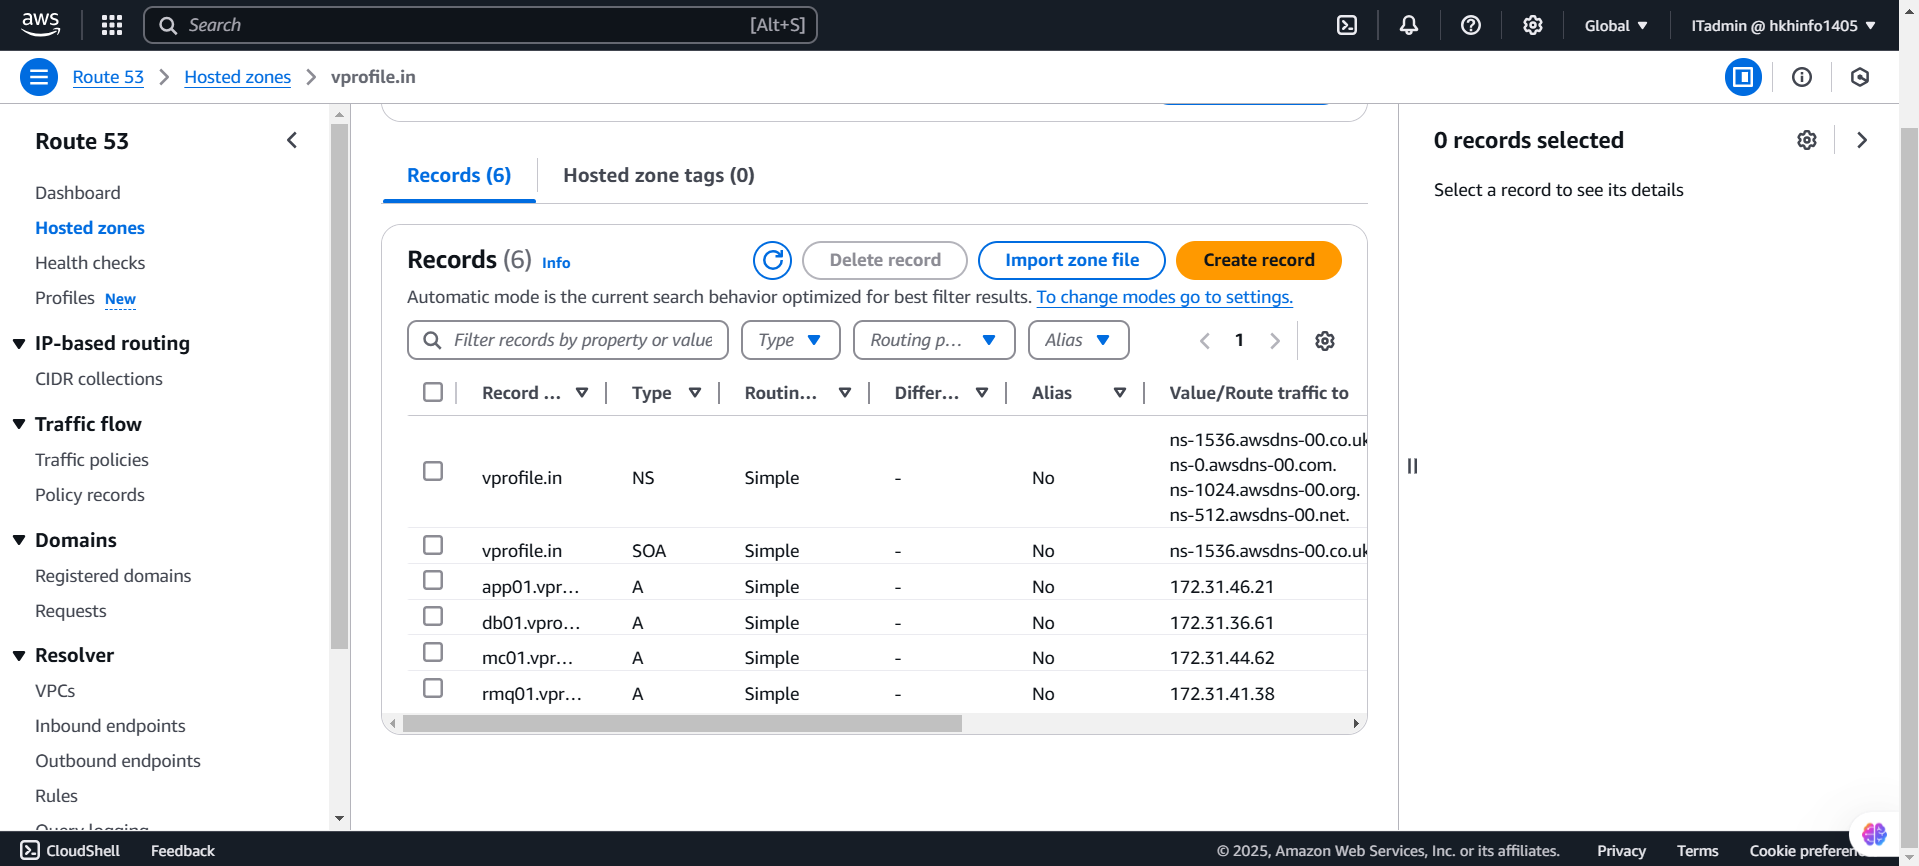 aws
Search [Alt+S]
Global
ITadmin @ hkhinfo1405
Route 53
Hosted zones
vprofile.in
Route 53
Dashboard
Hosted zones
Health checks
Profiles New
IP-based routing
CIDR collections
Traffic flow
Traffic policies
Policy records
Domains
Registered domains
Requests
Resolver
VPCs
Inbound endpoints
Outbound endpoints
Rules
Query logging
Records (6)
Hosted zone tags (0)
Records (6) Info
Delete record
Import zone file
Create record
Automatic mode is the current search behavior optimized for best filter results. To change modes go to settings.
Filter records by property or value
Type
Routing p...
Alias
1
Record ... Type Routin... Differ... Alias Value/Route traffic to
ns-1536.awsdns-00.co.uk
ns-0.awsdns-00.com.
vprofile.in NS Simple - No
ns-1024.awsdns-00.org.
ns-512.awsdns-00.net.
vprofile.in SOA Simple - No ns-1536.awsdns-00.co.uk
app01.vpr... A Simple - No 172.31.46.21
db01.vpro... A Simple - No 172.31.36.61
mc01.vpr... A Simple - No 172.31.44.62
rmq01.vpr... A Simple - No 172.31.41.38
0 records selected
Select a record to see its details
CloudShell
Feedback
© 2025, Amazon Web Services, Inc. or its affiliates.
Privacy
Terms
Cookie preferen